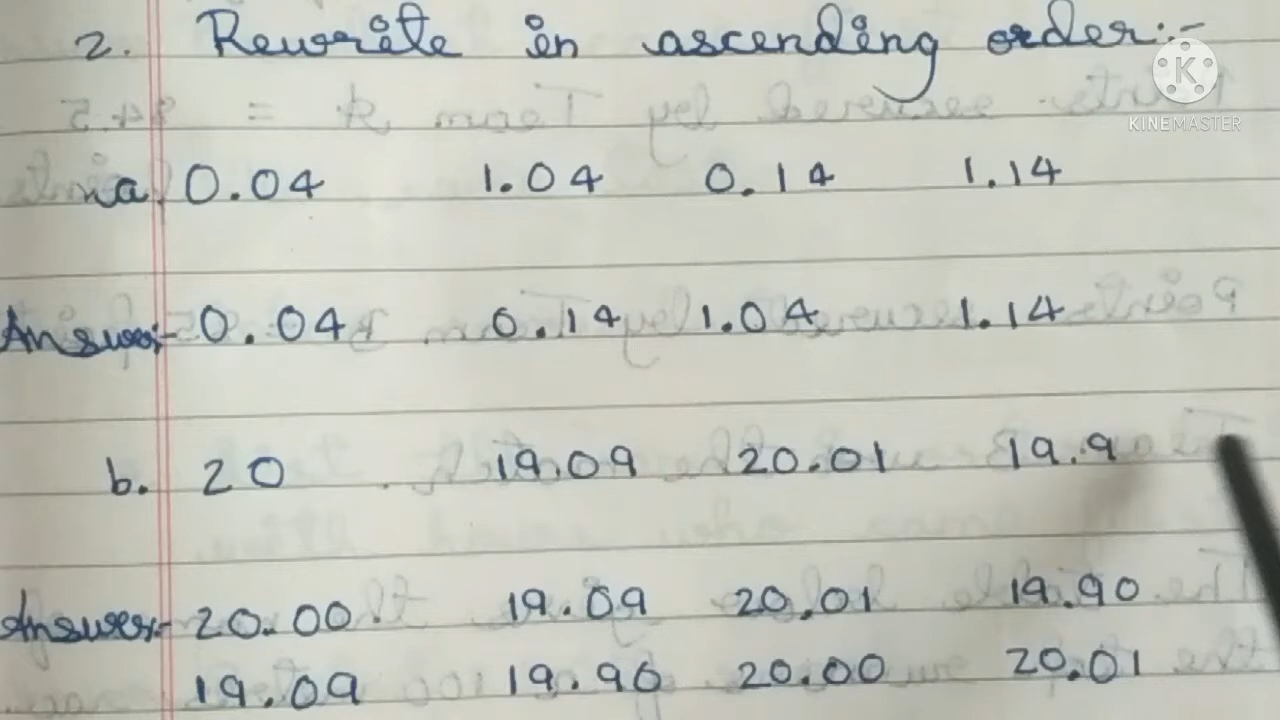 2. Rewrite in ascending order:-
KINEMASTER
a. 0.04 1.04 0.14 1.14
Answer:- 0.04 0.14 1.04 1.14
b. 20 19.09 20.01 19.9
Answer:- 20.00 19.09 20.01 19.90
19.09 19.90 20.00 20.01